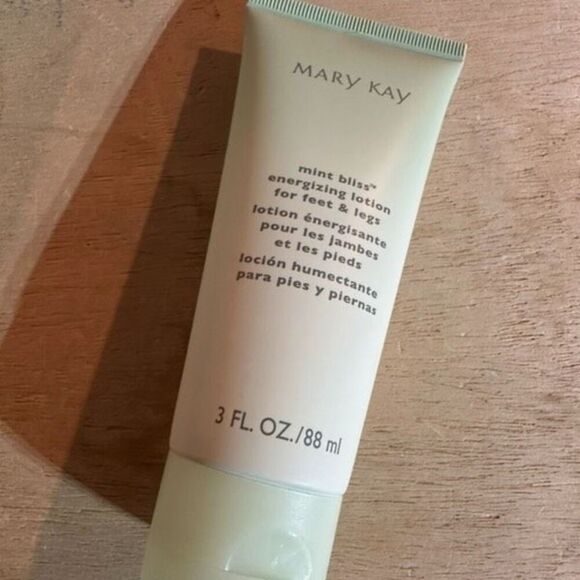 MARY KAY
mint bliss™
energizing lotion
for feet & legs
lotion énergisante
pour les jambes
et les pieds
loción humectante
para pies y piernas
3 FL. OZ./88 ml